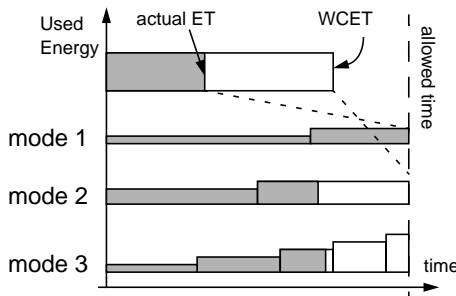 Used
Energy
actual ET
WCET
allowed time
mode 1
mode 2
mode 3
time